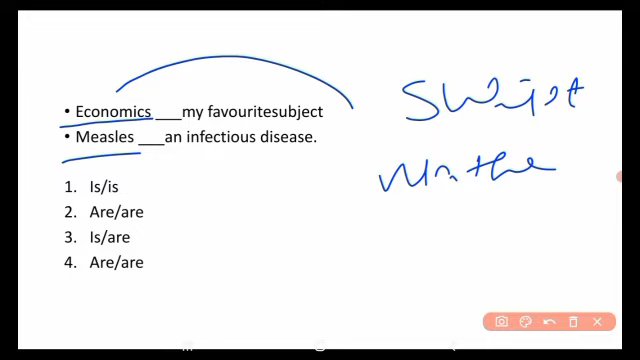 • Economics ___my favouritesubject
• Measles ___an infectious disease.
1. Is/is
2. Are/are
3. Is/are
4. Are/are